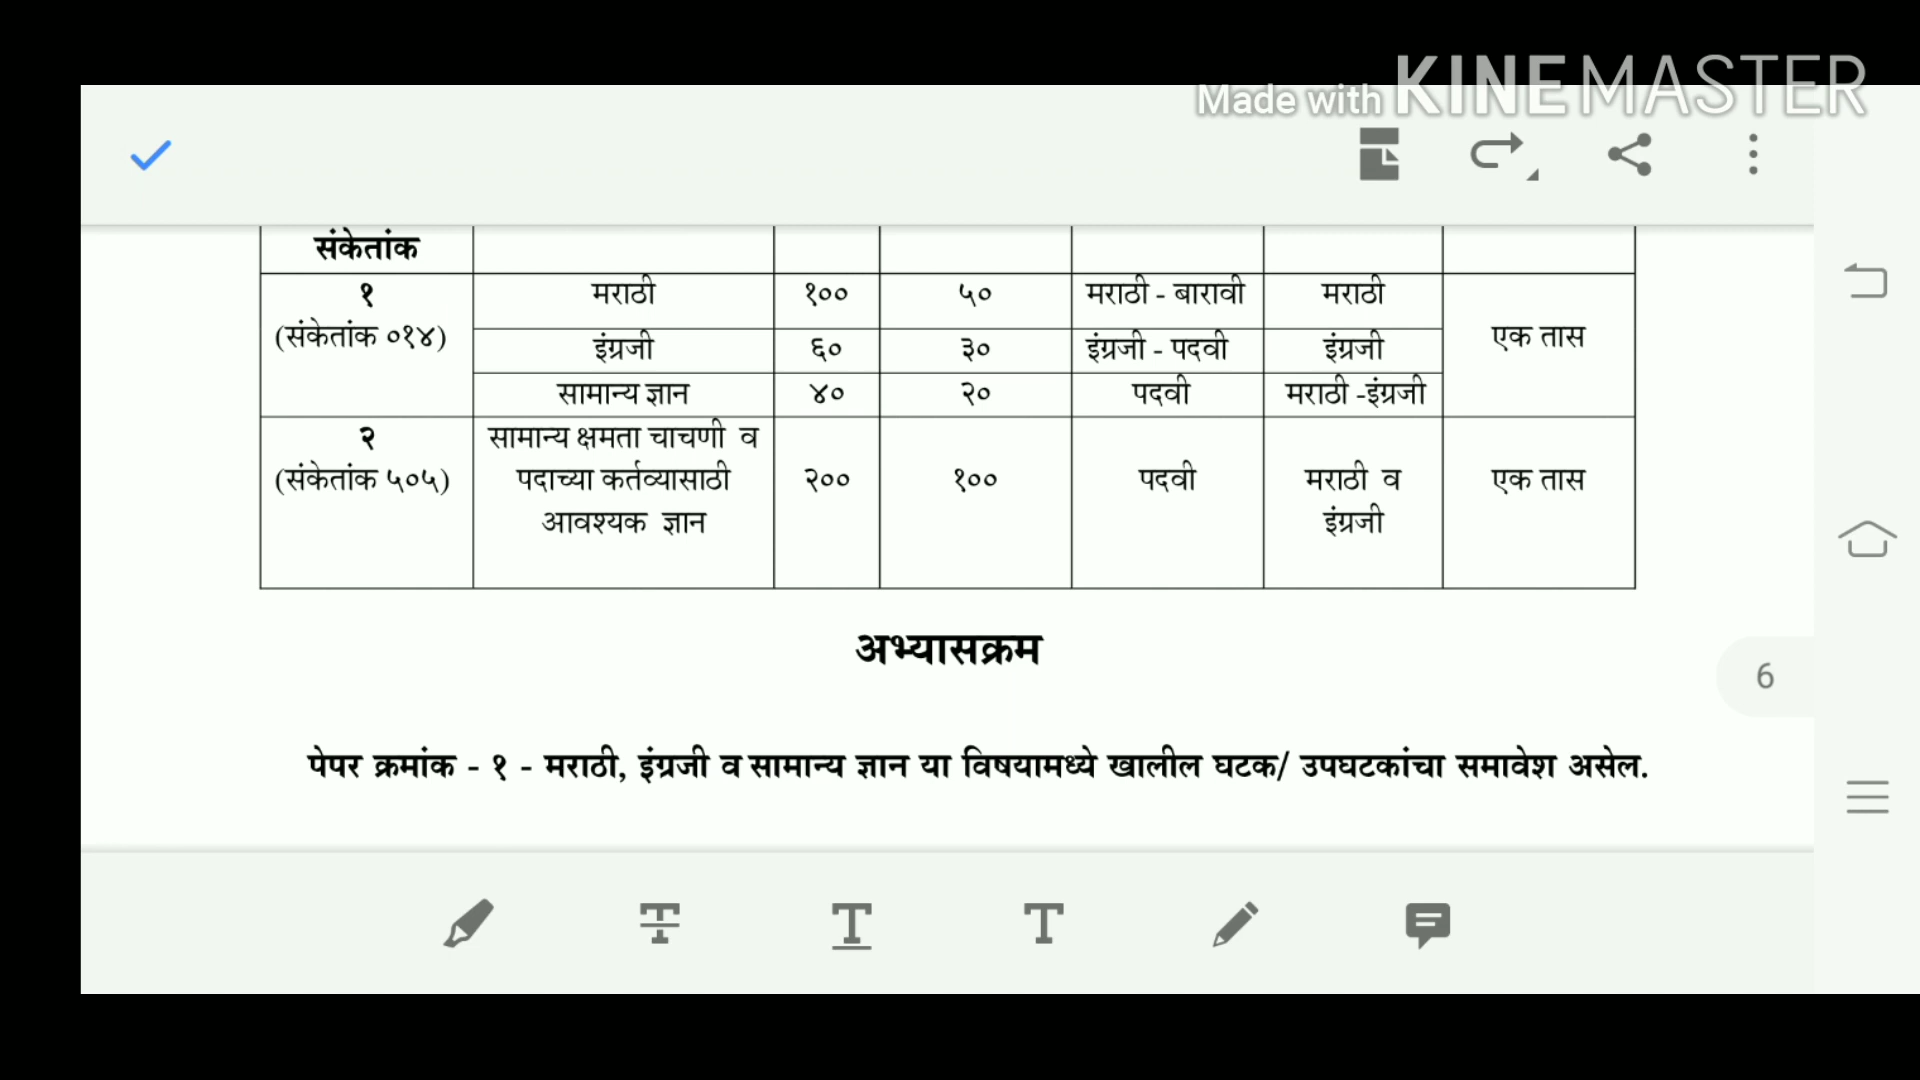 Made with KINEMASTER
संकेतांक
१ मराठी १०० ५० मराठी - बारावी मराठी
(संकेतांक ०१४) एक तास
इंग्रजी ६० ३० इंग्रजी - पदवी इंग्रजी
सामान्य ज्ञान ४० २० पदवी मराठी -इंग्रजी
२ सामान्य क्षमता चाचणी व
(संकेतांक ५०५) पदाच्या कर्तव्यासाठी २०० १०० पदवी मराठी व एक तास
आवश्यक ज्ञान इंग्रजी
अभ्यासक्रम
6
पेपर क्रमांक - १ - मराठी, इंग्रजी व सामान्य ज्ञान या विषयामध्ये खालील घटक/ उपघटकांचा समावेश असेल.